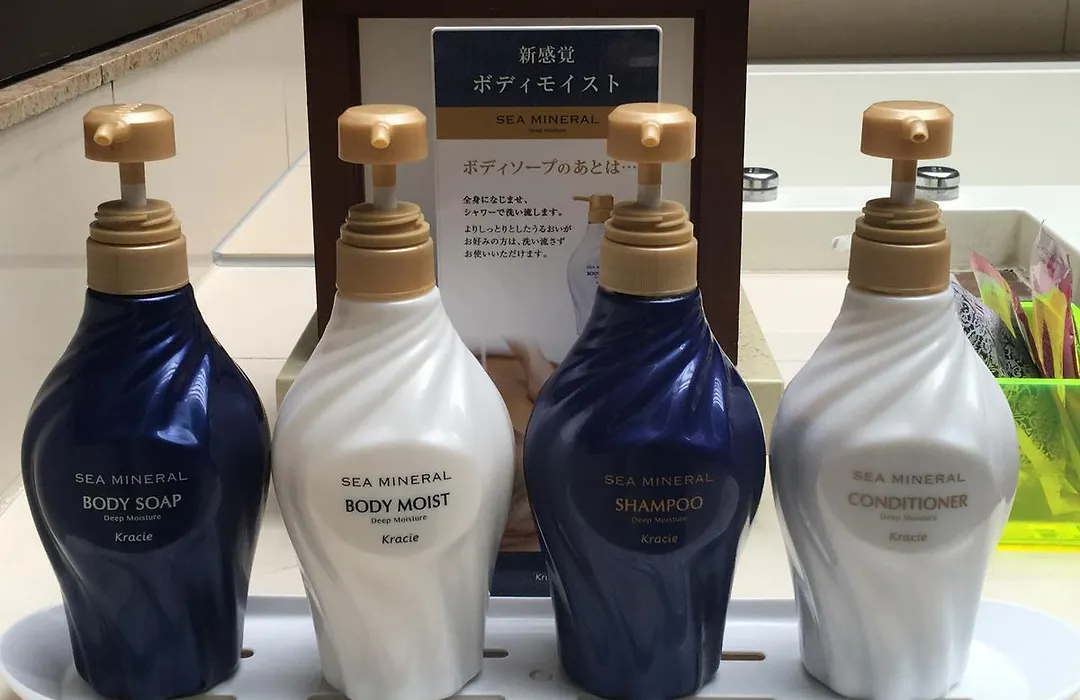 新感覚
ボディモイスト
SEA MINERAL
Deep Moisture
ボディソープのあとは…
全身になじませ、
シャワーで洗い流します。
よりしっとりとしたうるおいが
お好みの方は、洗い流さず
お使いいただけます。
SEA MINERAL
BODY SOAP
Deep Moisture
Kracie
SEA MINERAL
BODY MOIST
Deep Moisture
Kracie
SEA MINERAL
SHAMPOO
Deep Moisture
Kracie
SEA MINERAL
CONDITIONER
Deep Moisture
Kracie